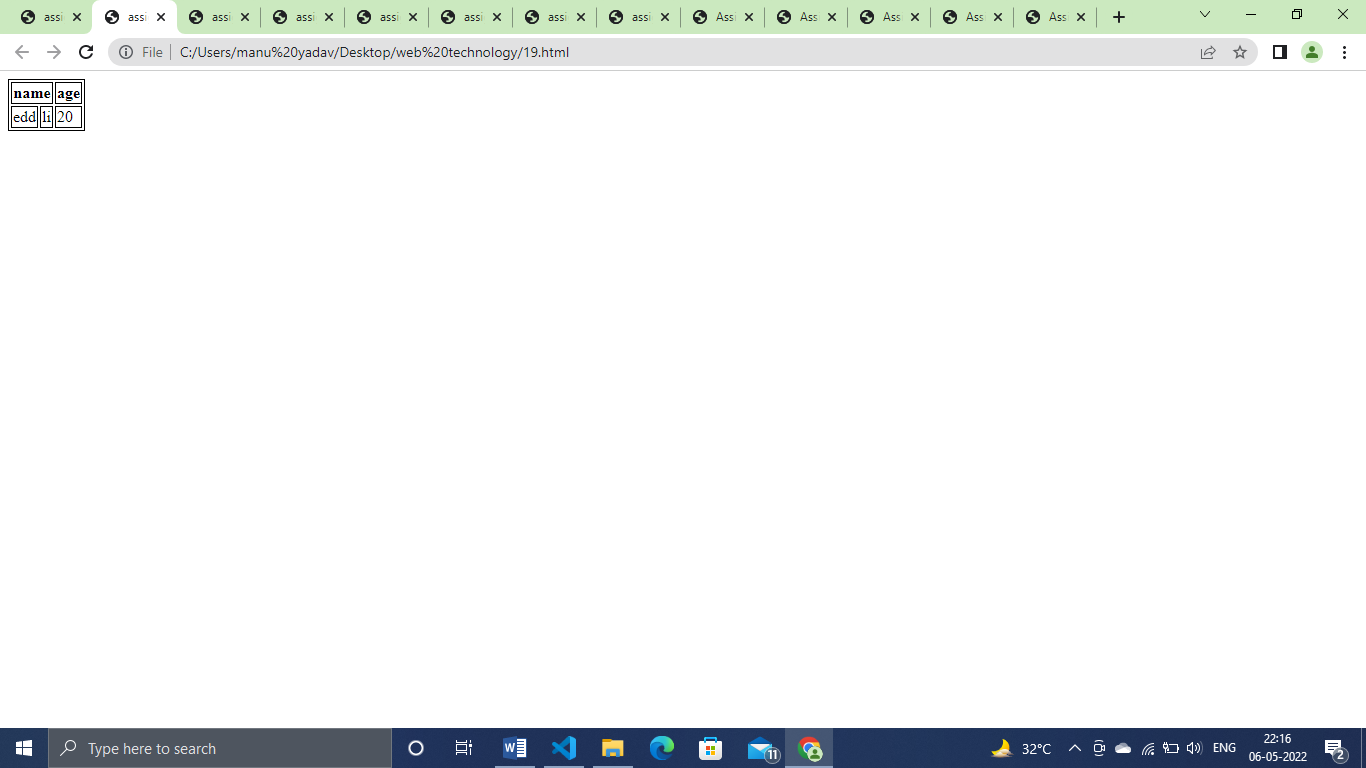 assi assi assi assi assi assi assi assi Ass Ass Ass Ass Ass
File C:/Users/manu%20yadav/Desktop/web%20technology/19.html
name age
edd li 20
Type here to search
W
11
32°C
ENG
22:16
06-05-2022
2